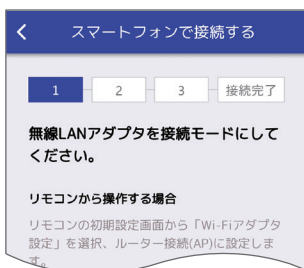 スマートフォンで接続する
1 2 3 接続完了
無線LANアダプタを接続モードにして
ください。
リモコンから操作する場合
リモコンの初期設定画面から「Wi-Fiアダプタ
設定」を選択、ルーター接続(AP)に設定しま
す。